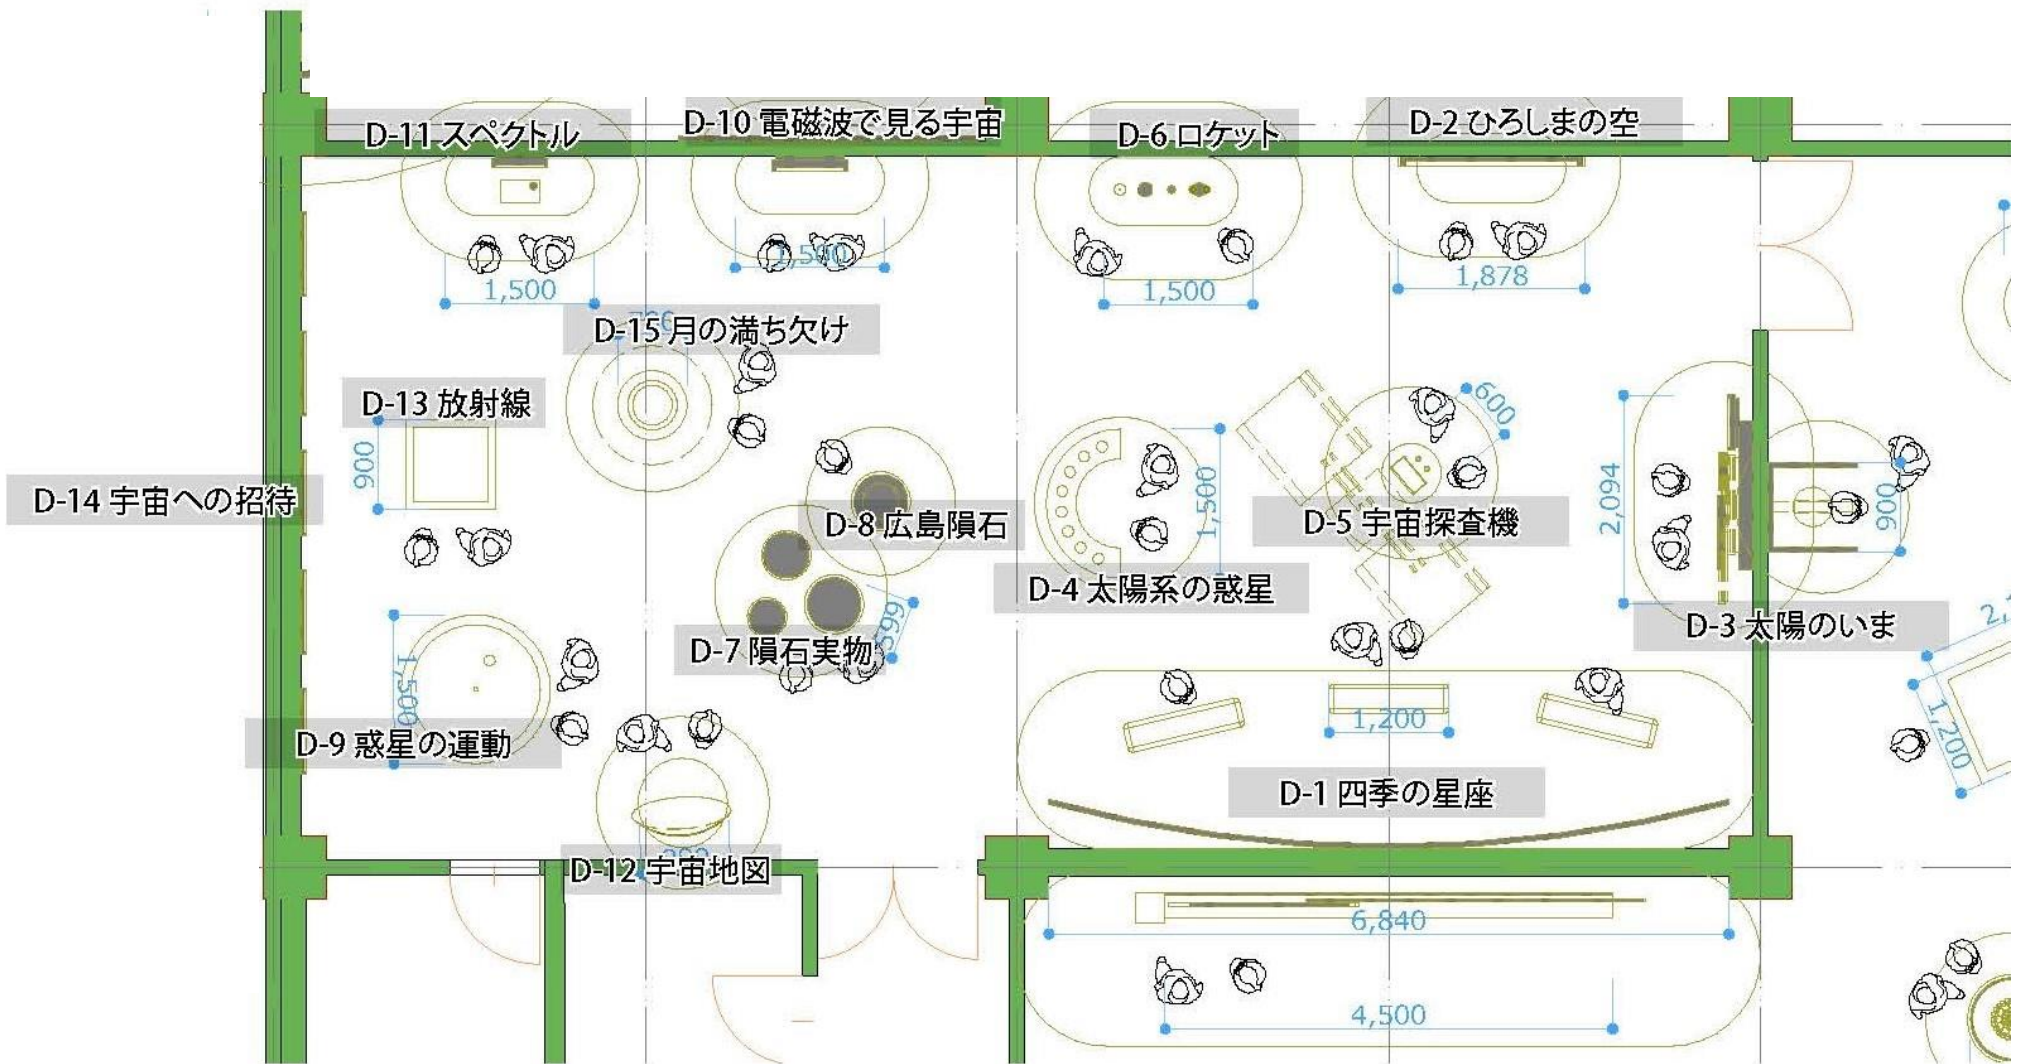 D-11 スペクトル
D-10 電磁波で見る宇宙
D-6 ロケット
D-2 ひろしまの空
1,500
1,500
1,500
1,878
D-15 月の満ち欠け
D-13 放射線
900
600
D-14 宇宙への招待
D-8 広島隕石
1,500
D-5 宇宙探査機
2,094
900
D-4 太陽系の惑星
D-7 隕石実物
599
D-3 太陽のいま
1,500
D-9 惑星の運動
1,200
1,200
D-1 四季の星座
D-12 宇宙地図
6,840
4,500